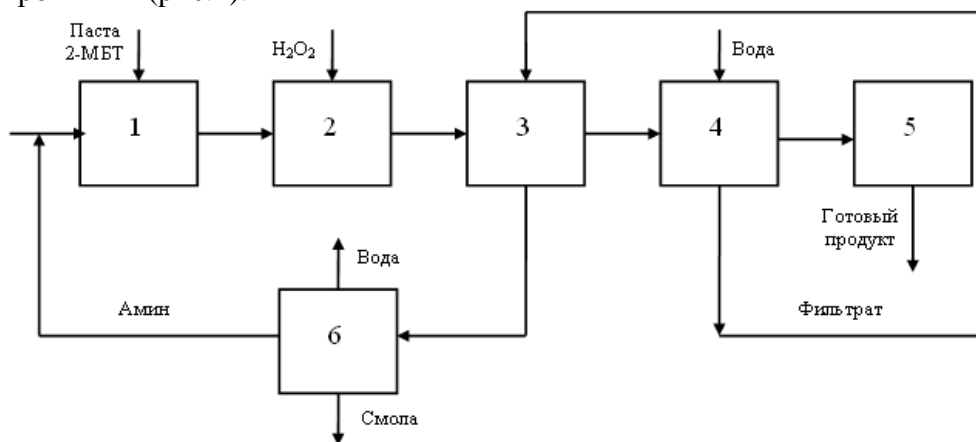 Паста
2-МБТ
H₂O₂
Вода
1
2
3
4
5
Готовый
продукт
Вода
Амин
6
Фильтрат
Смола